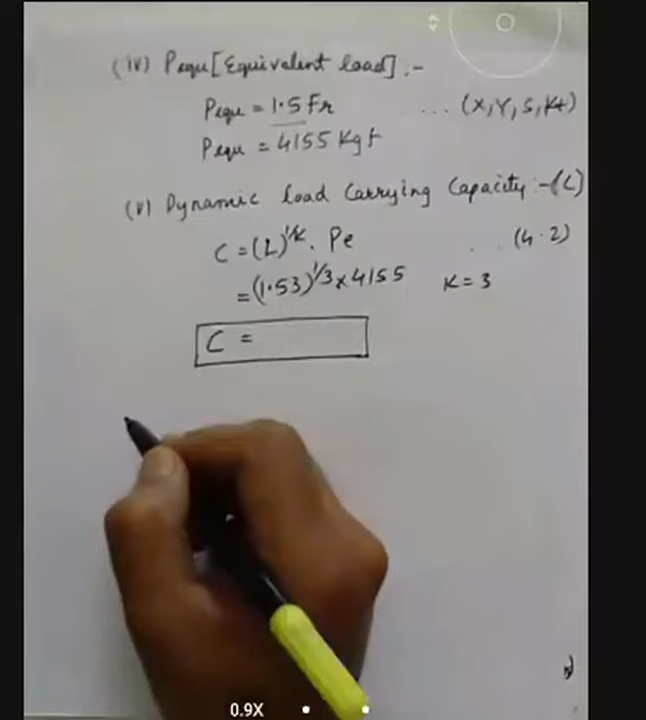 (iv) Pequ [Equivalent load] :-
Pequ = 1.5 Fr ... (X, Y, S, Kt)
Pequ = 4155 Kgf
(v) Dynamic load Carrying Capacity :- (C)
C = (L)^1/K . Pe . . (4.2)
= (1.53)^1/3 x 4155 K = 3
C =
0.9X